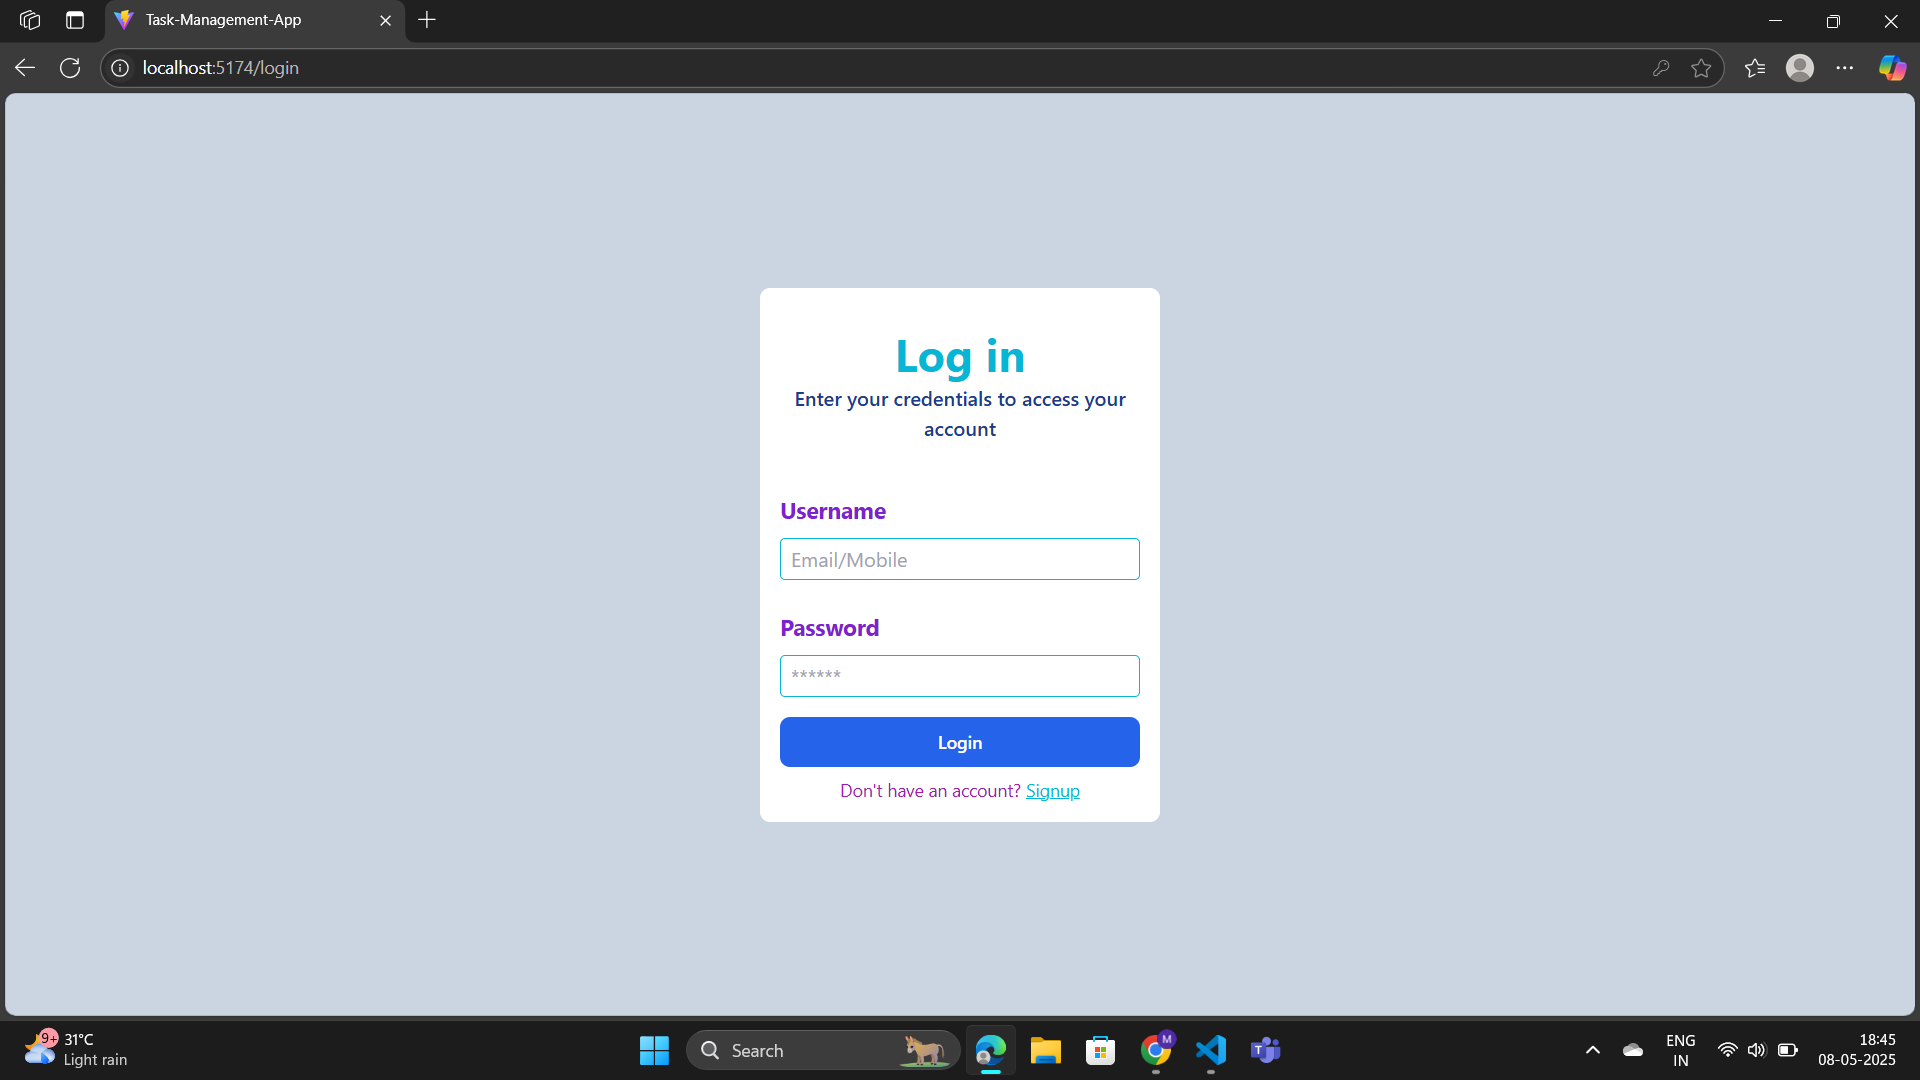 Task-Management-App
localhost:5174/login
Log in
Enter your credentials to access your
account
Username
Email/Mobile
Password
******
Login
Don't have an account? Signup
9+
31°C
Light rain
Search
M
T
ENG
IN
18:45
08-05-2025